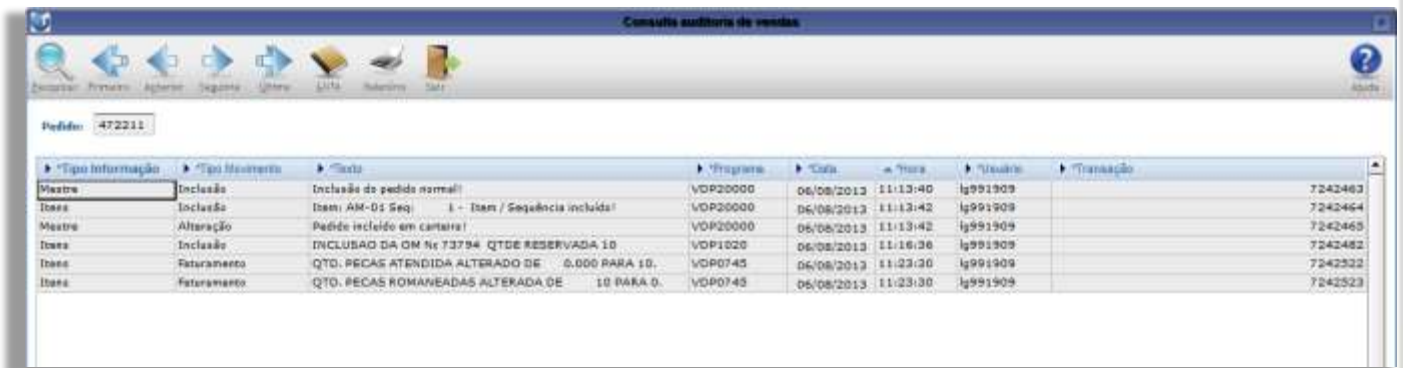 Consulta auditoria de vendas
Pesquisar Primeiro Anterior Seguinte Último Lista Relatório Sair Ajuda
Pedido: 472211
*Tipo Informação *Tipo Movimento *Texto *Programa *Data *Hora *Usuário *Transação
Mestre Inclusão Inclusão do pedido normal! VDP20000 06/08/2013 11:13:40 lg991909 7242463
Itens Inclusão Item: AM-01 Seq: 1 - Item / Sequência incluído! VDP20000 06/08/2013 11:13:42 lg991909 7242464
Mestre Alteração Pedido incluído em carteira! VDP20000 06/08/2013 11:13:42 lg991909 7242465
Itens Inclusão INCLUSAO DA OM Nr 73794 QTDE RESERVADA 10 VDP1020 06/08/2013 11:16:36 lg991909 7242482
Itens Faturamento QTD. PECAS ATENDIDA ALTERADO DE 0.000 PARA 10. VDP0745 06/08/2013 11:23:30 lg991909 7242522
Itens Faturamento QTD. PECAS ROMANEADAS ALTERADA DE 10 PARA 0. VDP0745 06/08/2013 11:23:30 lg991909 7242523